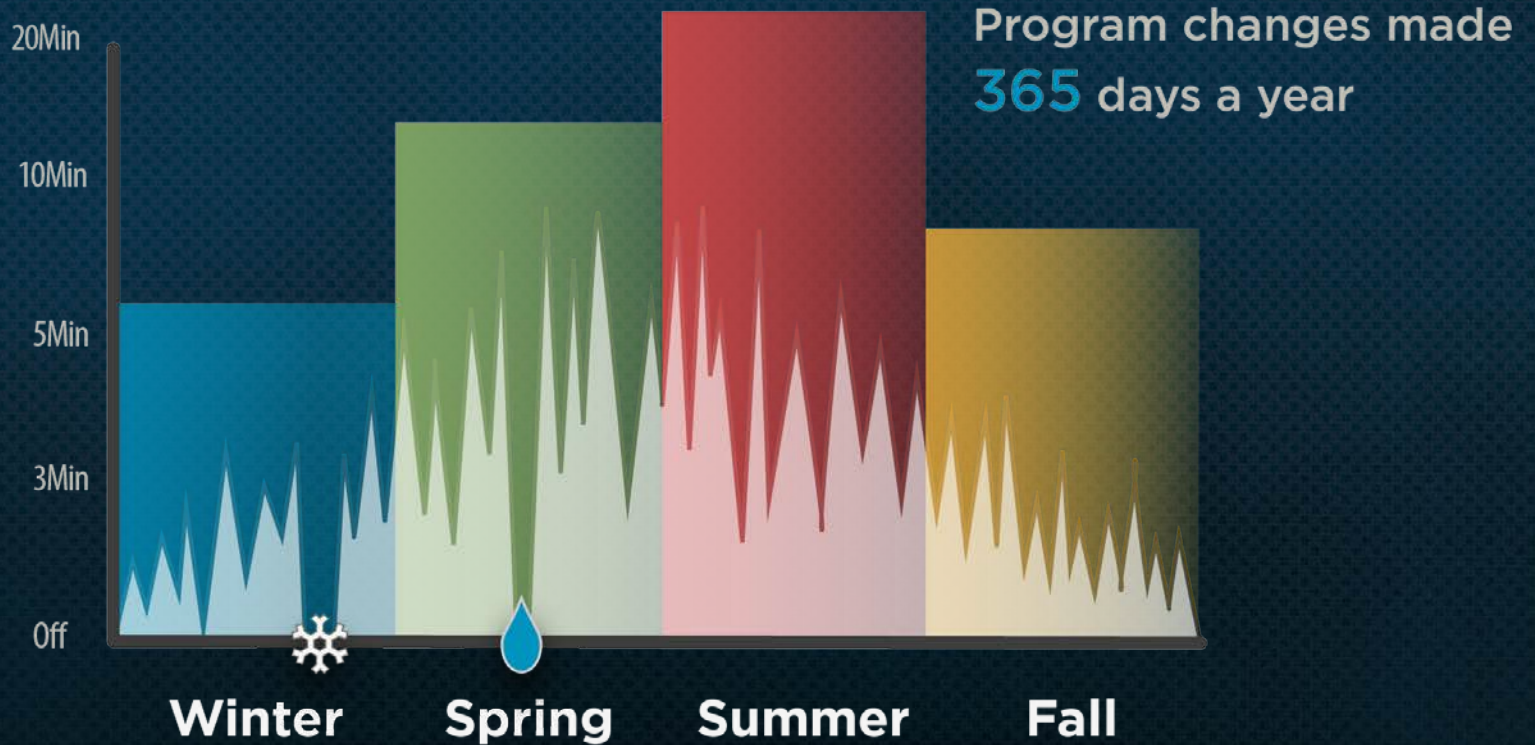 Program changes made
365 days a year
20Min
10Min
5Min
3Min
Off
Winter Spring Summer Fall